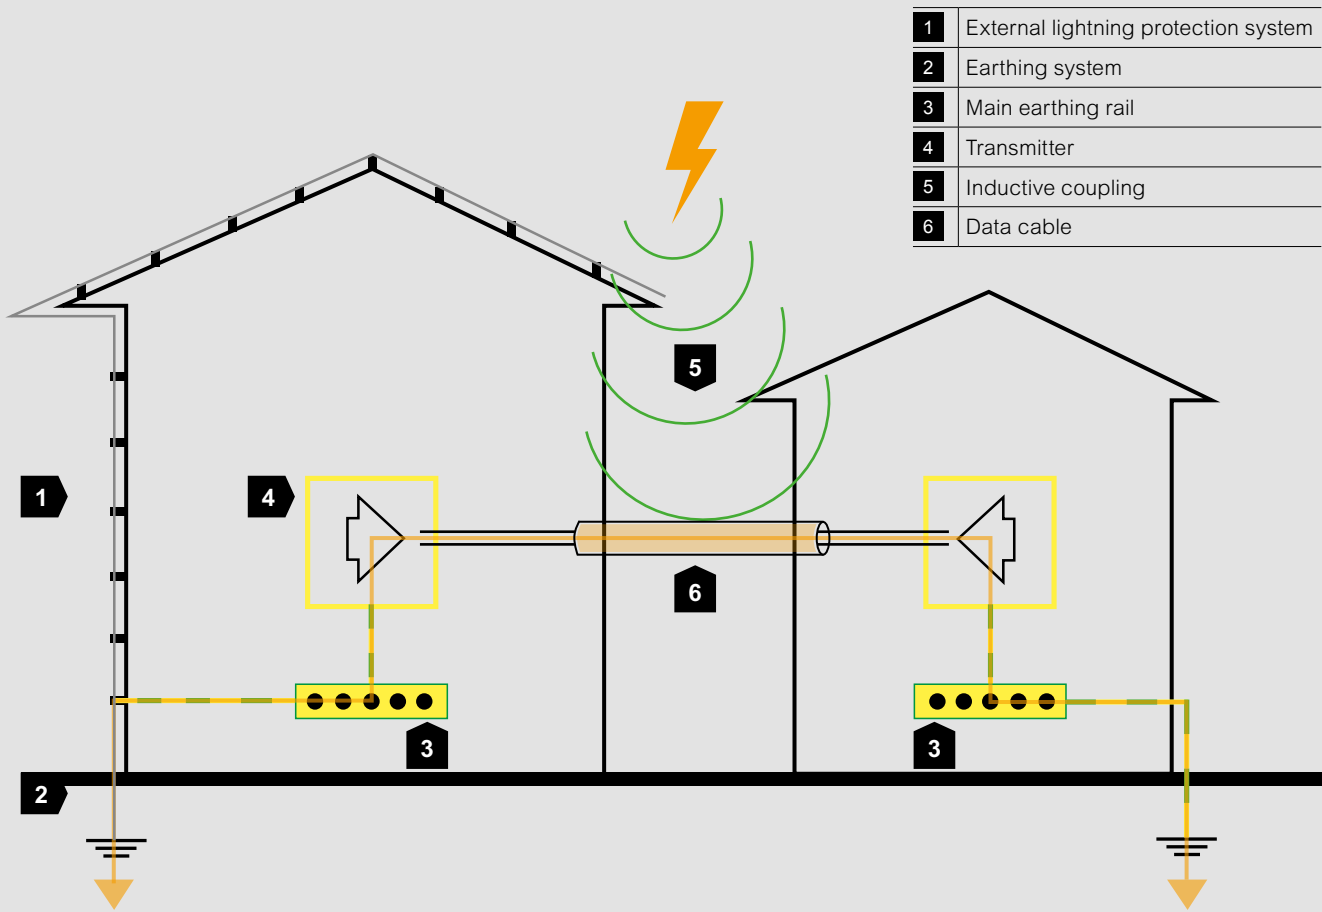 1 External lightning protection system
2 Earthing system
3 Main earthing rail
4 Transmitter
5 Inductive coupling
6 Data cable
5
1
4
6
3
3
2